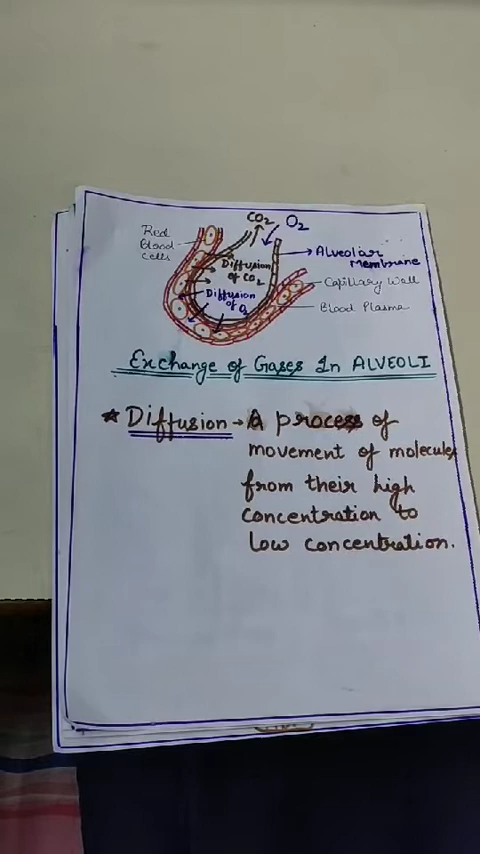 CO2 O2
Red
Blood
Cells
Alveolar
Membrane
Diffusion
of CO2
Capillary Wall
Diffusion
of O2
Blood Plasma
Exchange of Gases In ALVEOLI
* Diffusion → A process of
movement of molecules
from their high
concentration to
low concentration.